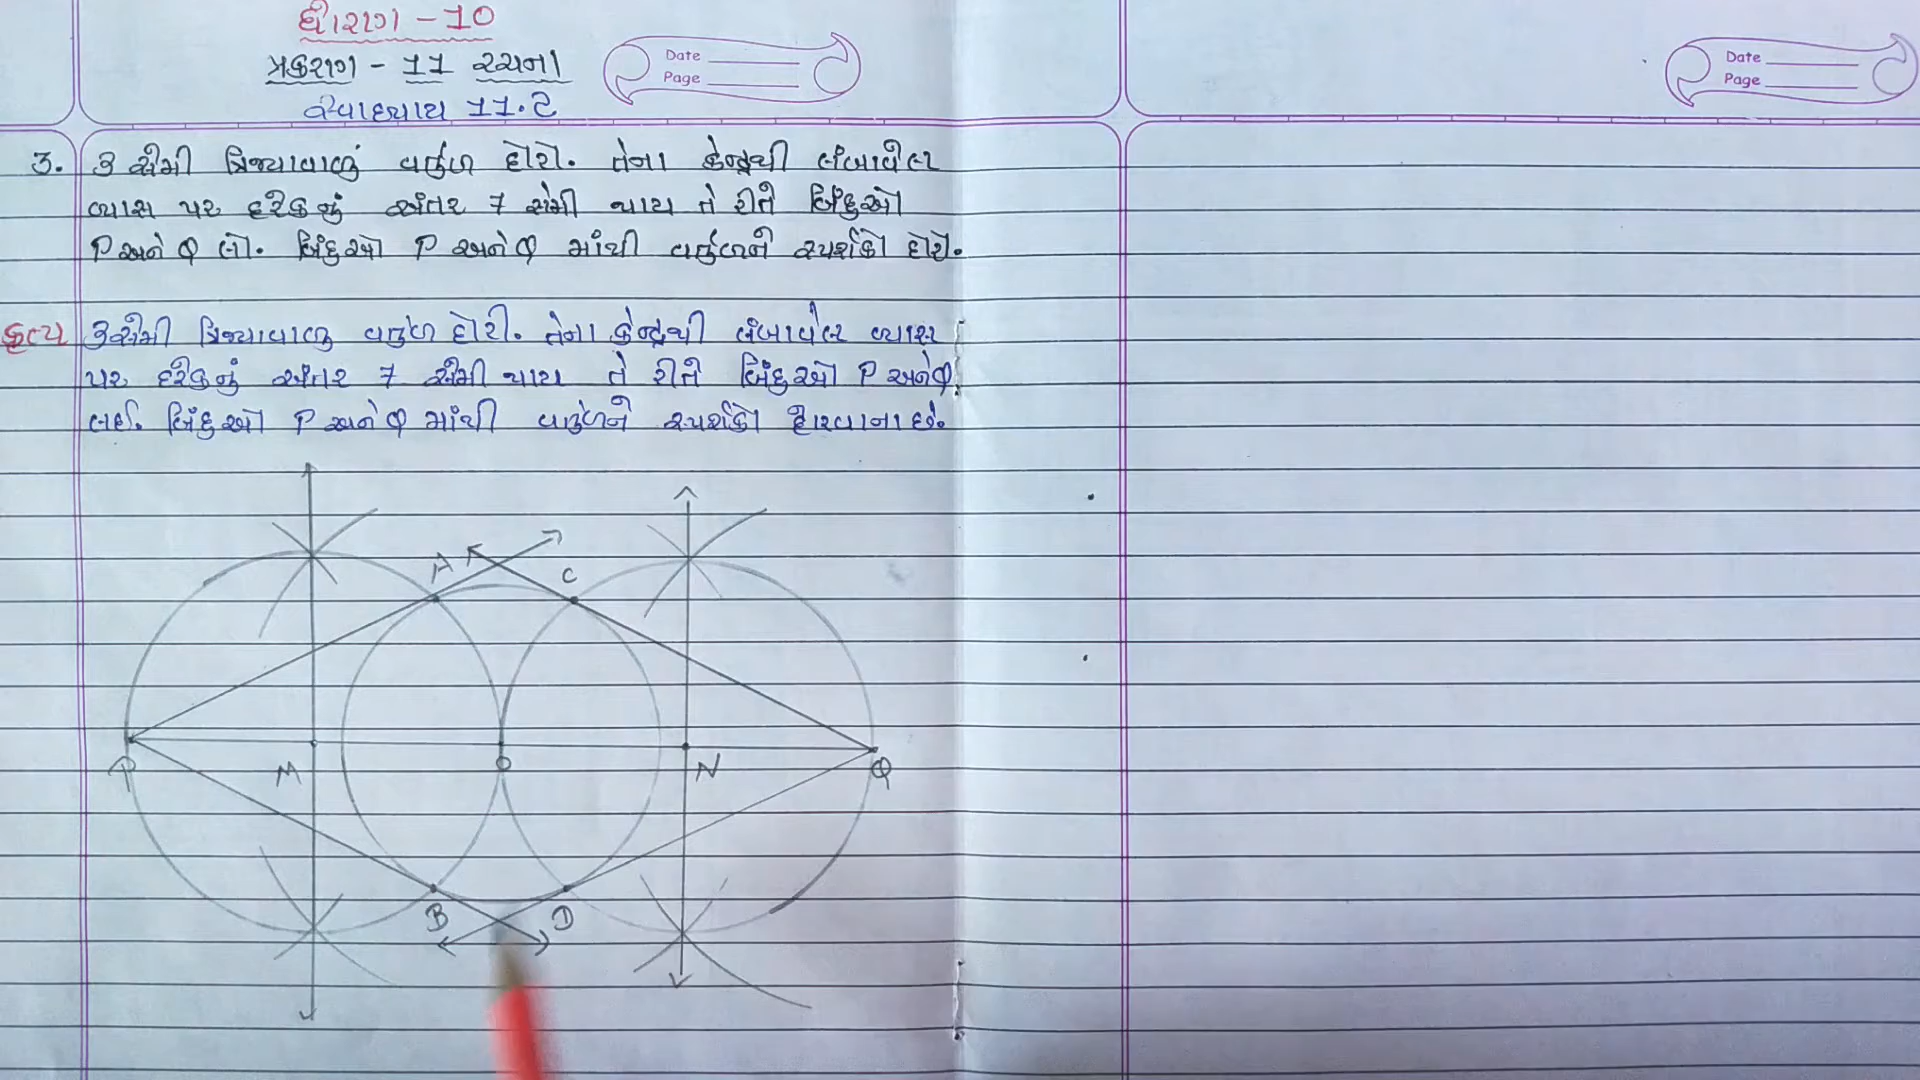 ધોરણ - 10
પ્રકરણ - 11 રચના
સ્વાધ્યાય 11.2
Date
Page
Date
Page
3. 3 સેમી ત્રિજ્યાવાળું વર્તુળ દોરો. તેના કેન્દ્રથી લંબાવેલ
વ્યાસ પર દરેકનું અંતર 7 સેમી થાય તે રીતે બિંદુઓ
P અને Q લો. બિંદુઓ P અને Q માંથી વર્તુળને સ્પર્શકો દોરો.
કૃત્ય 3 સેમી ત્રિજ્યાવાળુ વર્તુળ દોરી. તેના કેન્દ્રથી લંબાવેલ વ્યાસ
પર દરેકનું અંતર 7 સેમી થાય તે રીતે બિંદુઓ P અને Q
લઈ. બિંદુઓ P અને Q માંથી વર્તુળને સ્પર્શકો દોરવાના છે.
A
C
P
M
O
N
Q
B
D